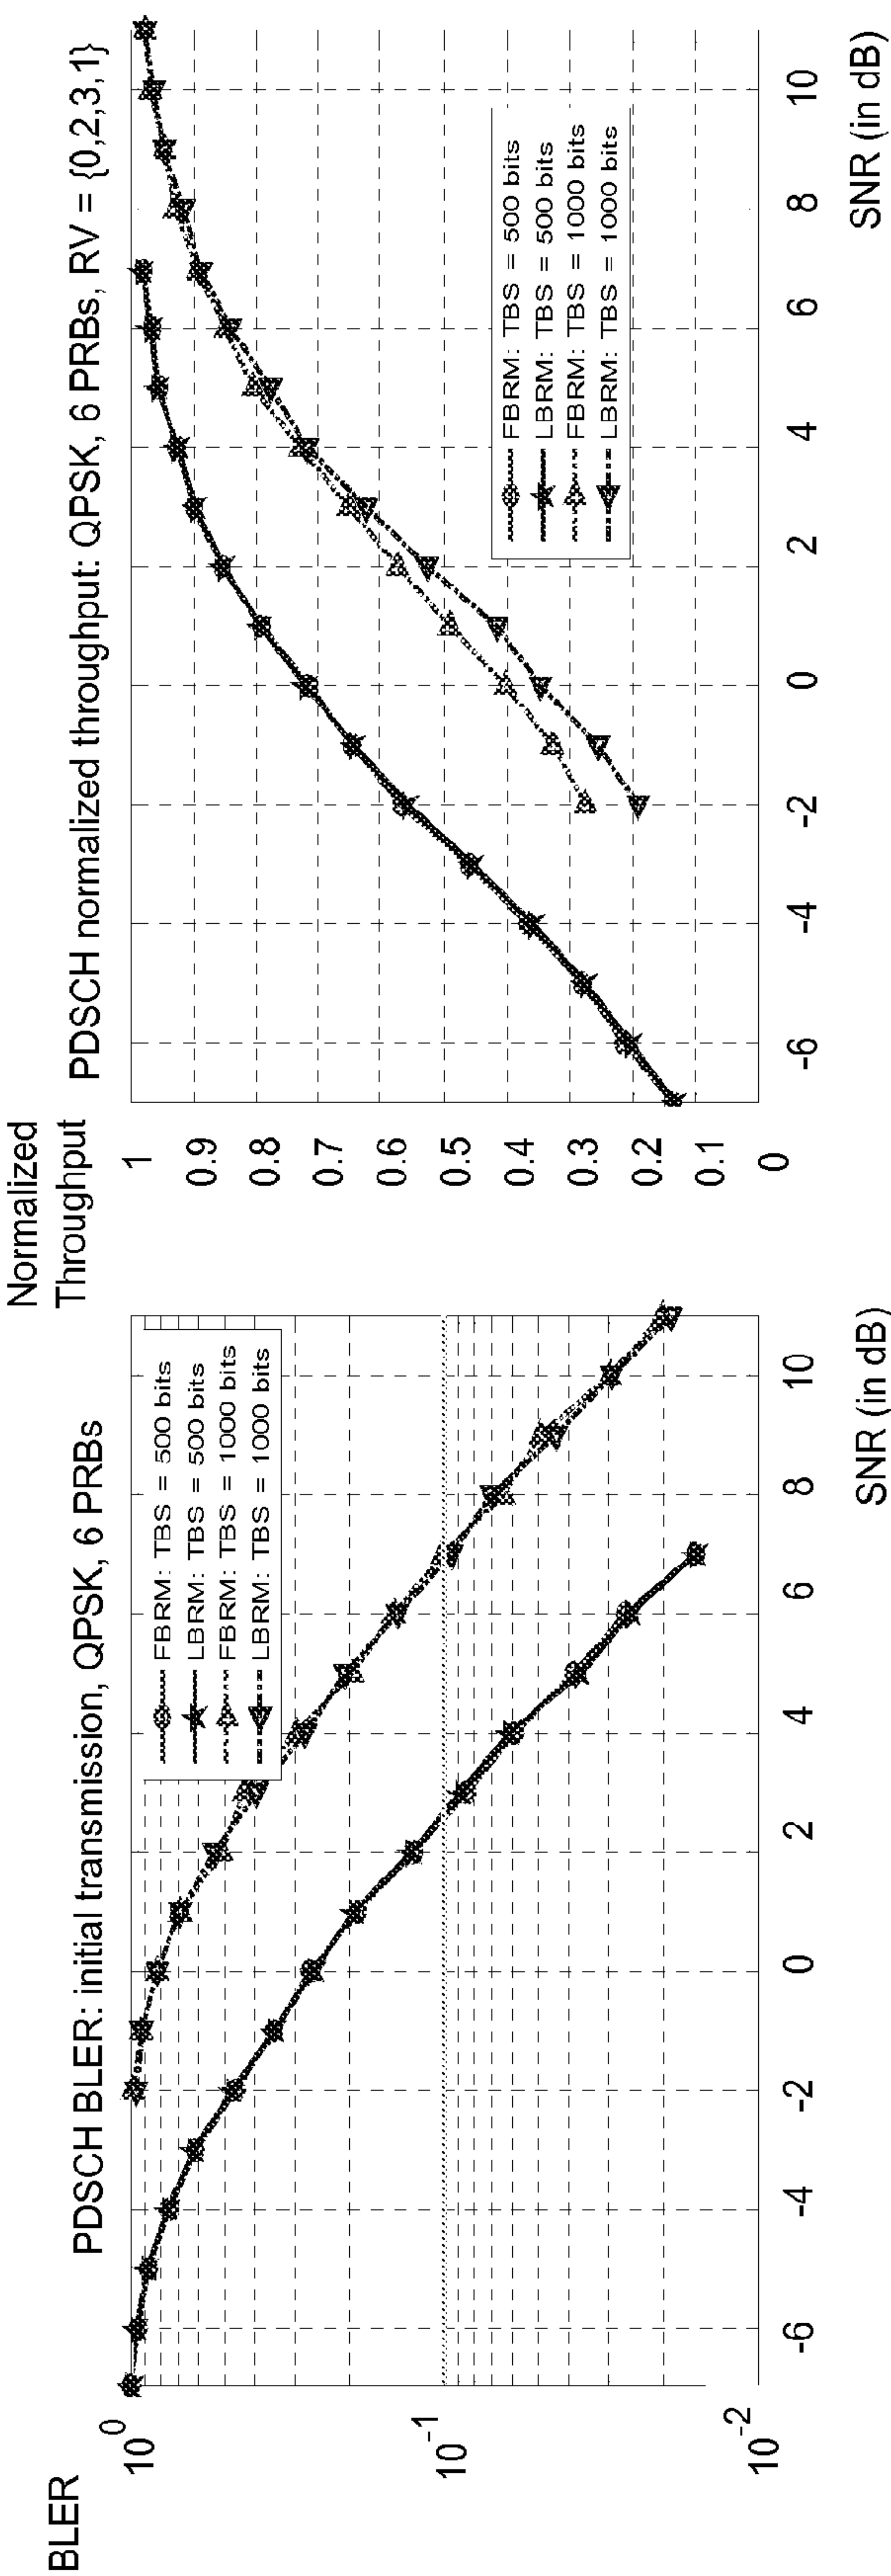 BLER
PDSCH BLER: initial transmission, QPSK, 6 PRBs
10^0
10^-1
10^-2
FBRM: TBS = 500 bits
LBRM: TBS = 500 bits
FBRM: TBS = 1000 bits
LBRM: TBS = 1000 bits
-6 -4 -2 0 2 4 6 8 10
SNR (in dB)
Normalized
Throughput
PDSCH normalized throughput: QPSK, 6 PRBs, RV = {0,2,3,1}
1
0.9
0.8
0.7
0.6
0.5
0.4
0.3
0.2
0.1
0
FBRM: TBS = 500 bits
LBRM: TBS = 500 bits
FBRM: TBS = 1000 bits
LBRM: TBS = 1000 bits
-6 -4 -2 0 2 4 6 8 10
SNR (in dB)